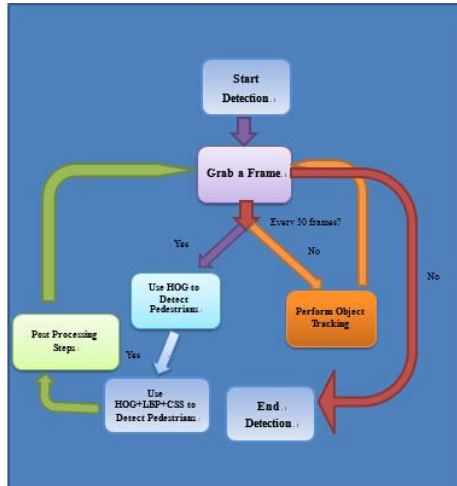 Start
Detection
Grab a Frame
Every 30 frames?
Yes
No
No
Use HOG to
Detect
Pedestrians
Perform Object
Tracking
Post Processing
Steps
Yes
Use
HOG+LBP+CSS to
Detect Pedestrians
End
Detection